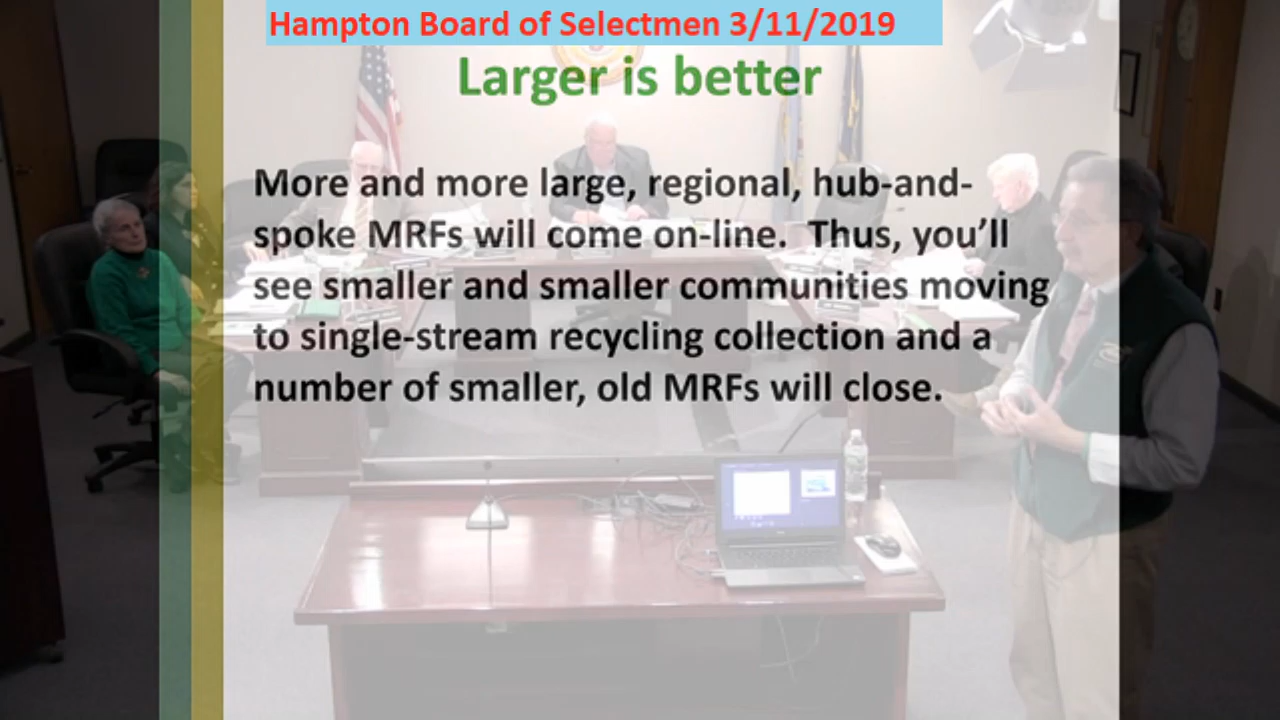 Hampton Board of Selectmen 3/11/2019
Larger is better
More and more large, regional, hub-and-
spoke MRFs will come on-line.  Thus, you'll
see smaller and smaller communities moving
to single-stream recycling collection and a
number of smaller, old MRFs will close.